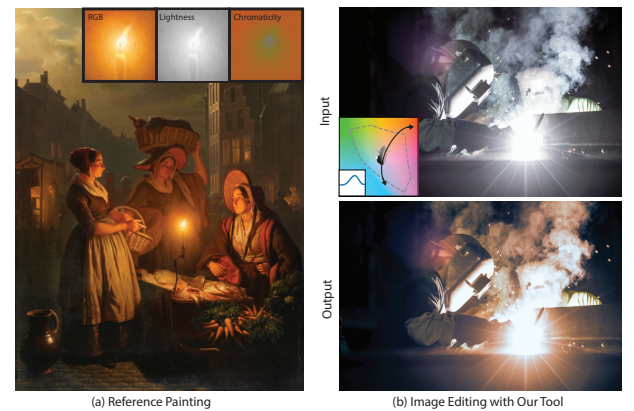 RGB
Lightness
Chromaticity
Input
Output
(a) Reference Painting
(b) Image Editing with Our Tool